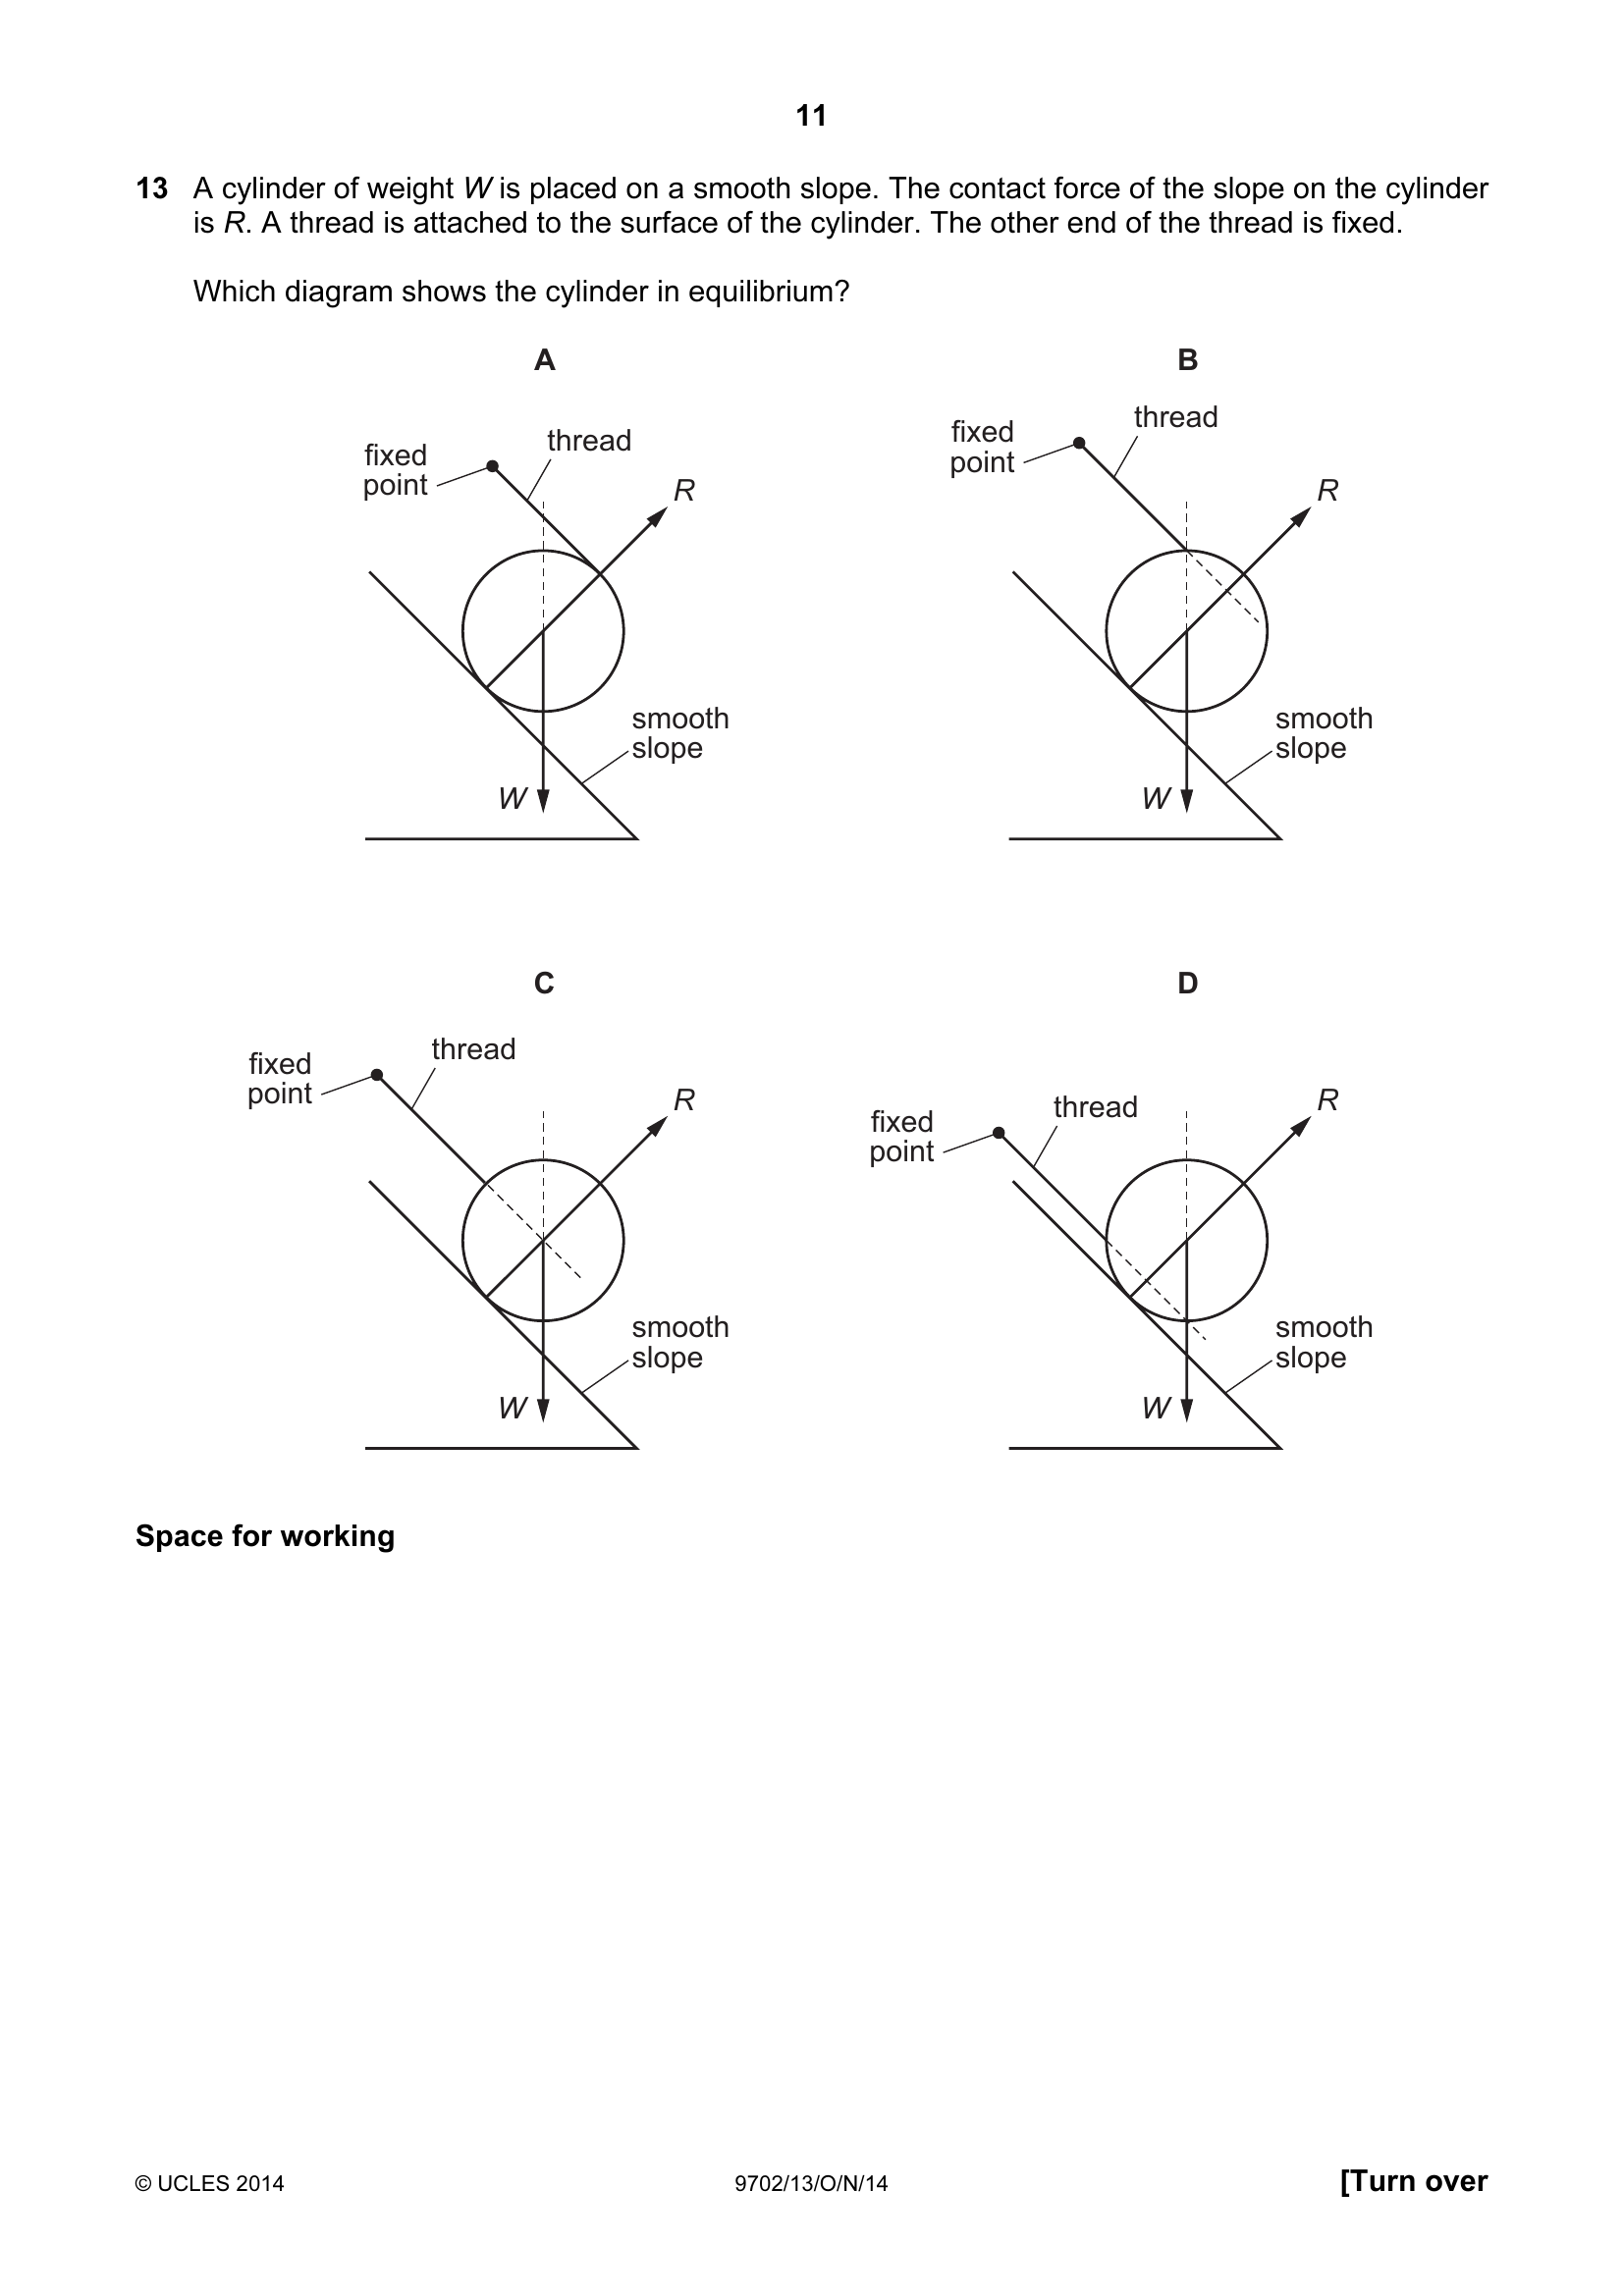 11
13 A cylinder of weight W is placed on a smooth slope. The contact force of the slope on the cylinder
is R. A thread is attached to the surface of the cylinder. The other end of the thread is fixed.
Which diagram shows the cylinder in equilibrium?
A
fixed
point
thread
R
smooth
slope
W
B
fixed
point
thread
R
smooth
slope
W
C
fixed
point
thread
R
smooth
slope
W
D
fixed
point
thread
R
smooth
slope
W
Space for working
© UCLES 2014
9702/13/O/N/14
[Turn over